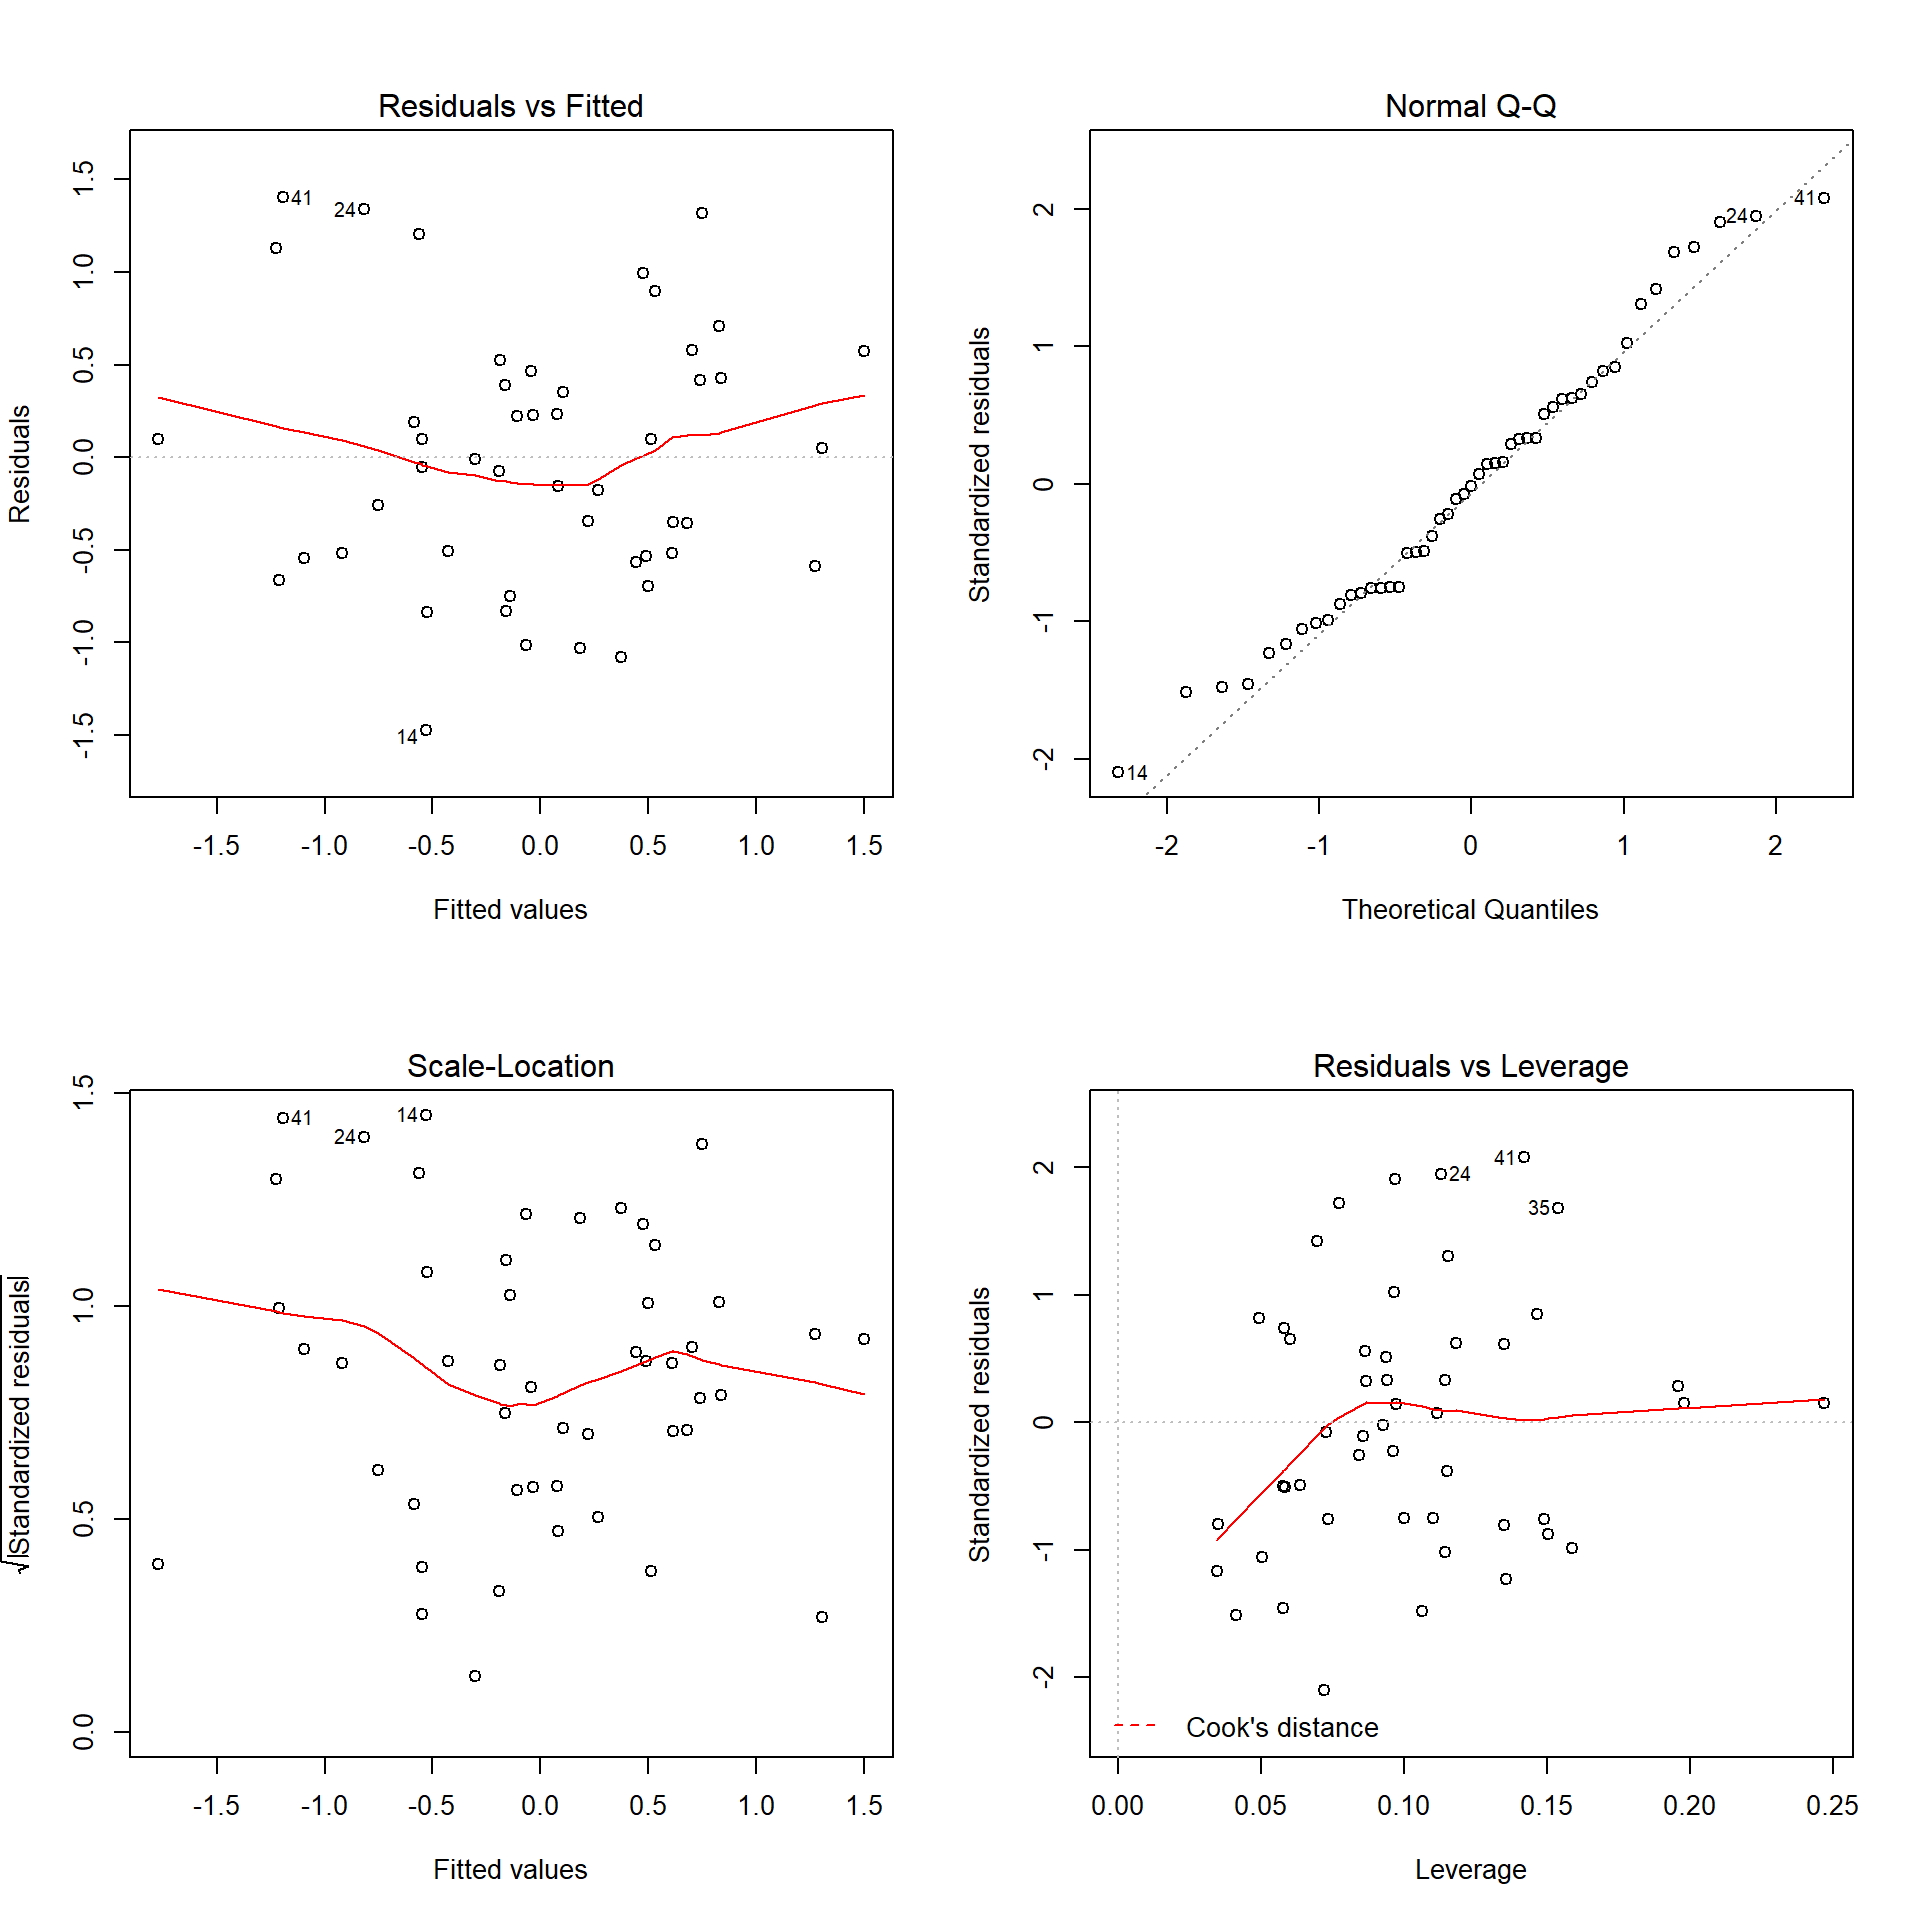 Residuals vs Fitted
Residuals
1.5
1.0
0.5
0.0
-0.5
-1.0
-1.5
41
24
14
-1.5 -1.0 -0.5 0.0 0.5 1.0 1.5
Fitted values
Normal Q-Q
Standardized residuals
2
1
0
-1
-2
41
24
14
-2 -1 0 1 2
Theoretical Quantiles
Scale-Location
√|Standardized residuals|
1.5
1.0
0.5
0.0
41
24
14
-1.5 -1.0 -0.5 0.0 0.5 1.0 1.5
Fitted values
Residuals vs Leverage
Standardized residuals
2
1
0
-1
-2
41
24
35
Cook's distance
0.00 0.05 0.10 0.15 0.20 0.25
Leverage